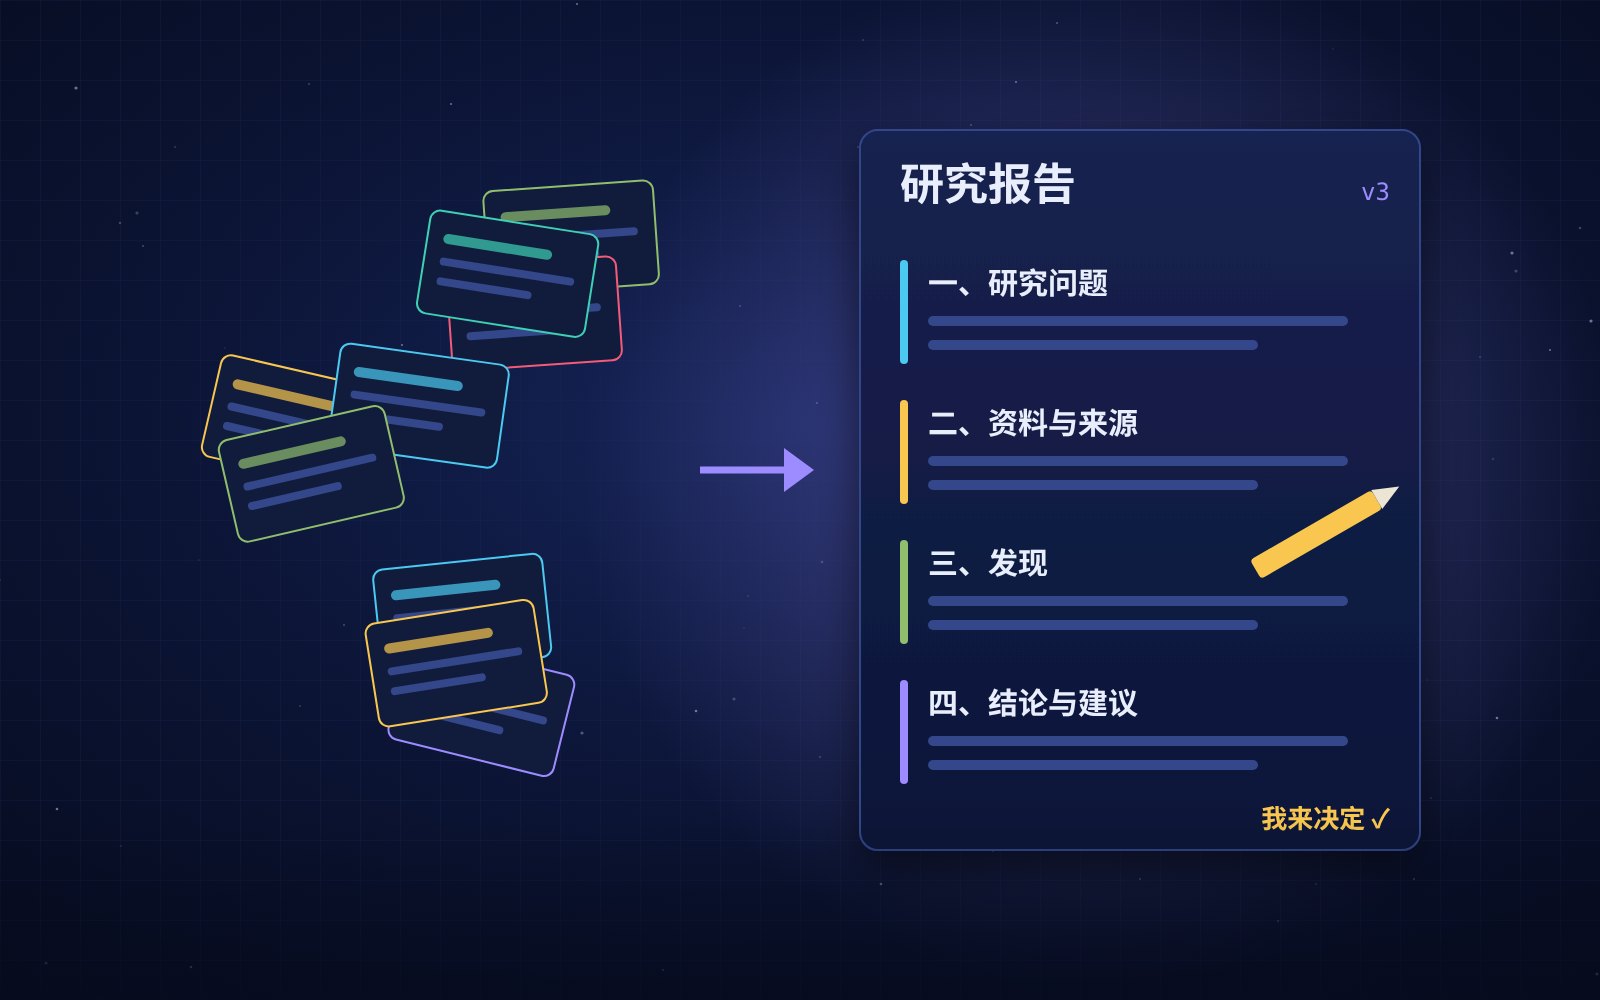 研究报告
v3
一、研究问题
二、资料与来源
三、发现
四、结论与建议
我来决定 ✓